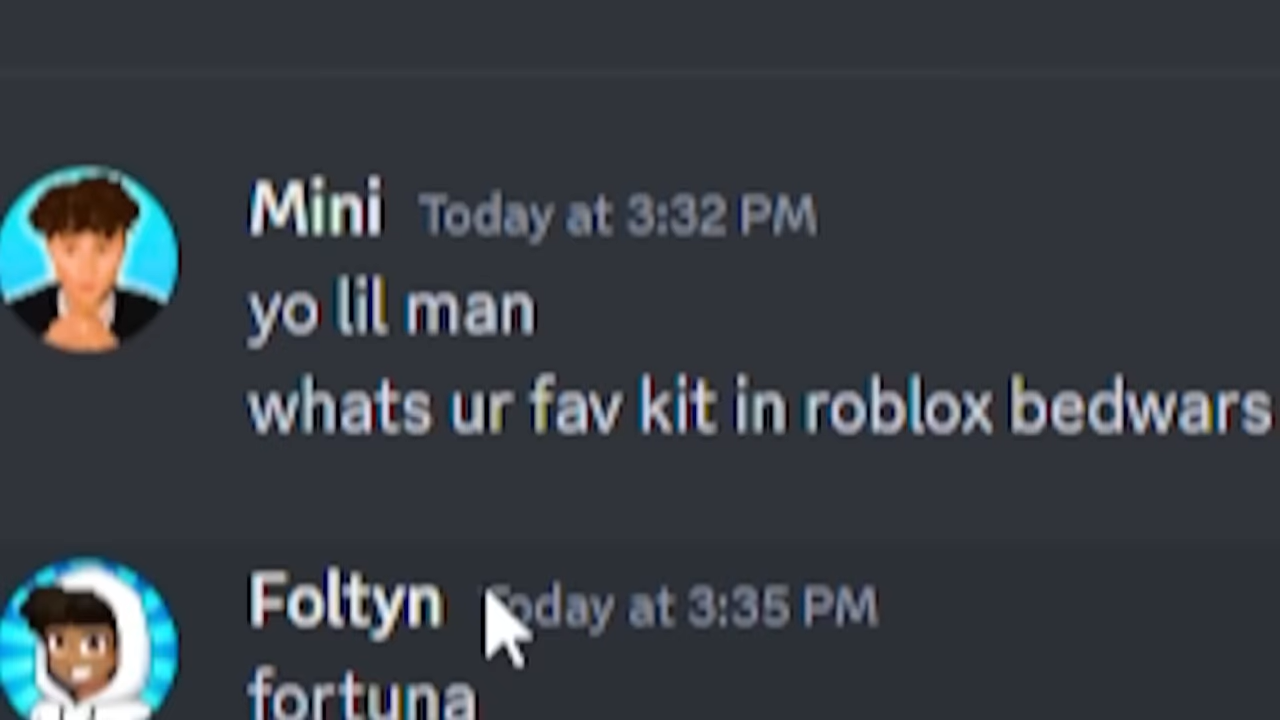 Mini Today at 3:32 PM
yo lil man
whats ur fav kit in roblox bedwars
Foltyn Today at 3:35 PM
fortuna